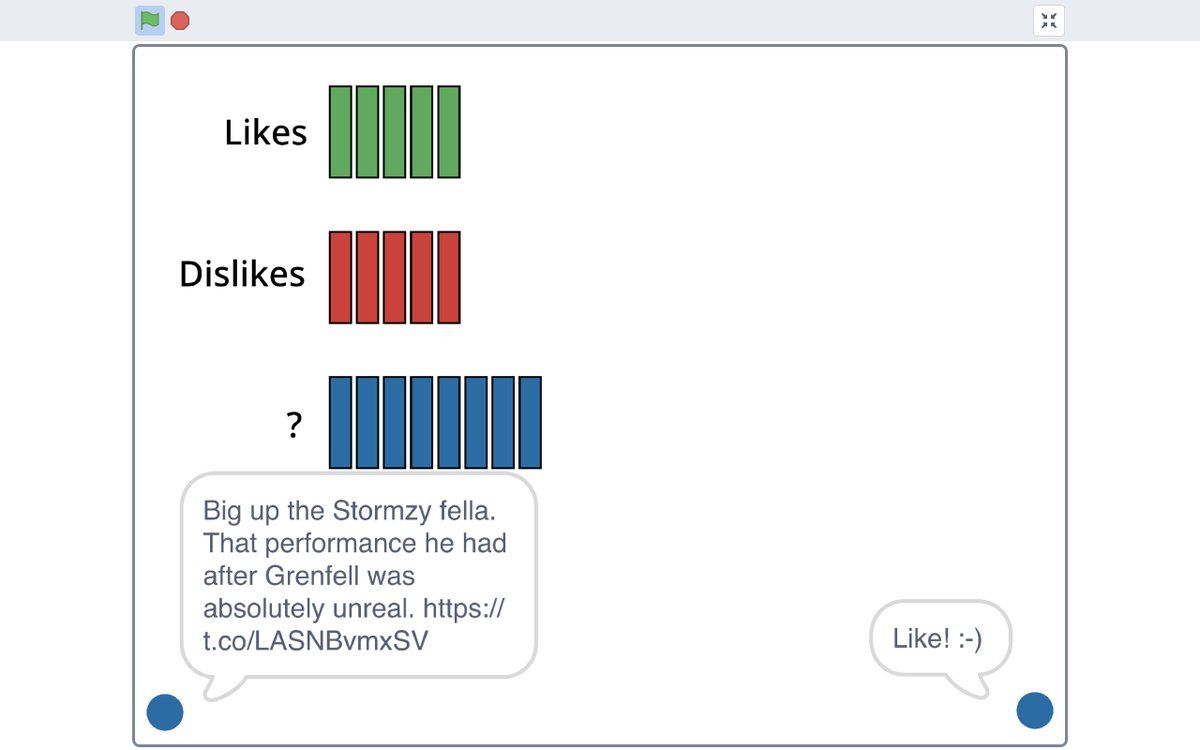 Likes
Dislikes
?
Big up the Stormzy fella.
That performance he had
after Grenfell was
absolutely unreal. https://
t.co/LASNBvmxSV
Like! :-)